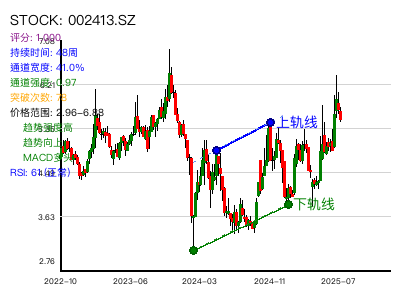 STOCK: 002413.SZ
评分: 1.000
持续时间: 48周
通道宽度: 41.0%
通道强度: 0.97
突破次数: 78
价格范围: 2.96~6.88
趋势强度高
趋势向上
MACD多头
RSI: 61 (正常)
上轨线
下轨线
3.63
2.76
2022-10
2023-06
2024-03
2024-11
2025-07